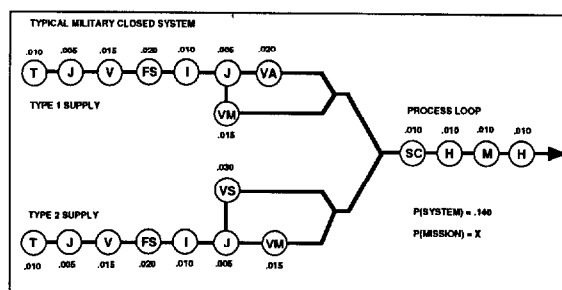 TYPICAL MILITARY CLOSED SYSTEM
.010 .005 .015 .020 .010 .005 .020
T J V FS I J VA
TYPE 1 SUPPLY
VM
.015
PROCESS LOOP
.010 .010 .010 .010
SC H M H
.030
VS
P(SYSTEM) = .140
P(MISSION) = X
TYPE 2 SUPPLY
T J V FS I J VM
.010 .005 .015 .020 .010 .005 .015